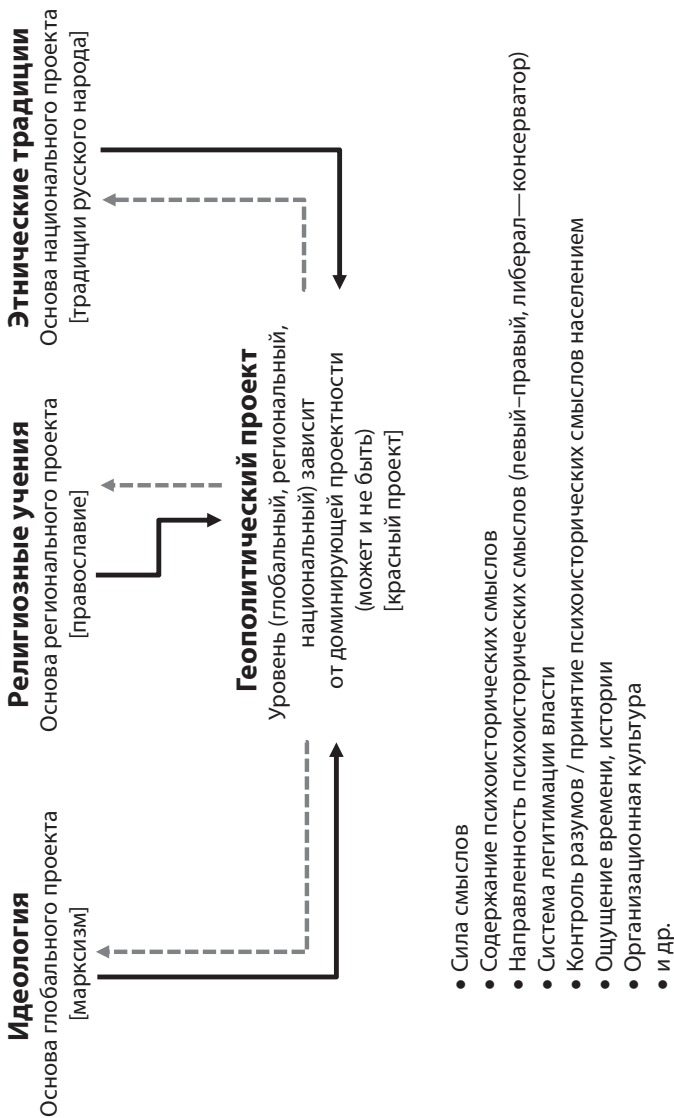 Идеология
Основа глобального проекта
[марксизм]
Религиозные учения
Основа регионального проекта
[православие]
Этнические традиции
Основа национального проекта
[традиции русского народа]
Геополитический проект
Уровень (глобальный, региональный,
национальный) зависит
от доминирующей проектности
(может и не быть)
[красный проект]
• Сила смыслов
• Содержание психоисторических смыслов
• Направленность психоисторических смыслов (левый–правый, либерал—консерватор)
• Система легитимации власти
• Контроль разумов / принятие психоисторических смыслов населением
• Ощущение времени, истории
• Организационная культура
• и др.